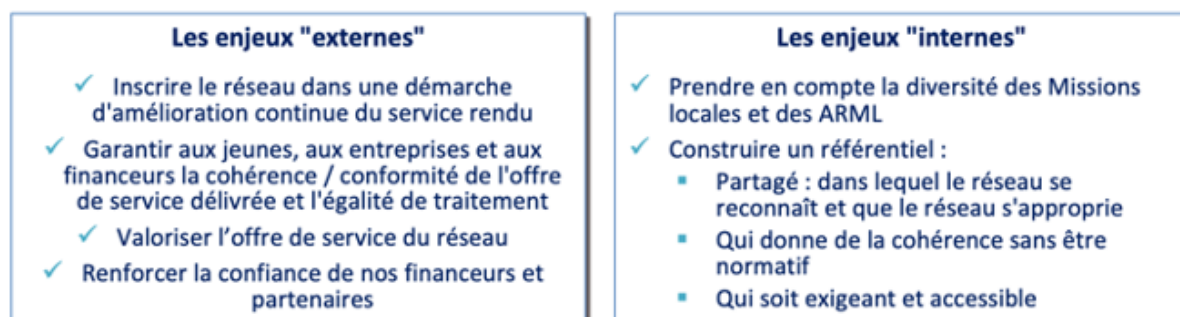 Les enjeux "externes"
✓ Inscrire le réseau dans une démarche
d'amélioration continue du service rendu
✓ Garantir aux jeunes, aux entreprises et aux
financeurs la cohérence / conformité de l'offre
de service délivrée et l'égalité de traitement
✓ Valoriser l’offre de service du réseau
✓ Renforcer la confiance de nos financeurs et
partenaires
Les enjeux "internes"
✓ Prendre en compte la diversité des Missions
locales et des ARML
✓ Construire un référentiel :
▪ Partagé : dans lequel le réseau se
reconnaît et que le réseau s'approprie
▪ Qui donne de la cohérence sans être
normatif
▪ Qui soit exigeant et accessible